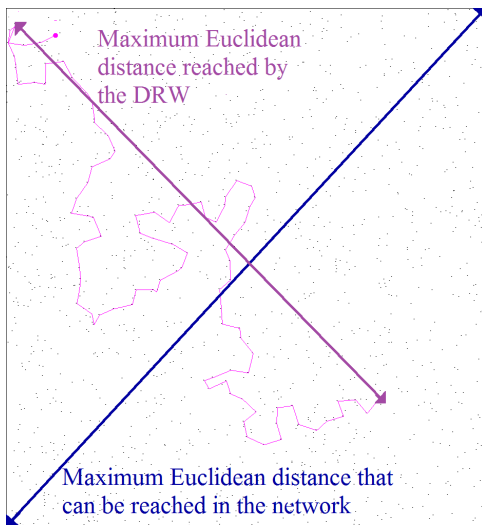 Maximum Euclidean
distance reached by
the DRW
Maximum Euclidean distance that
can be reached in the network